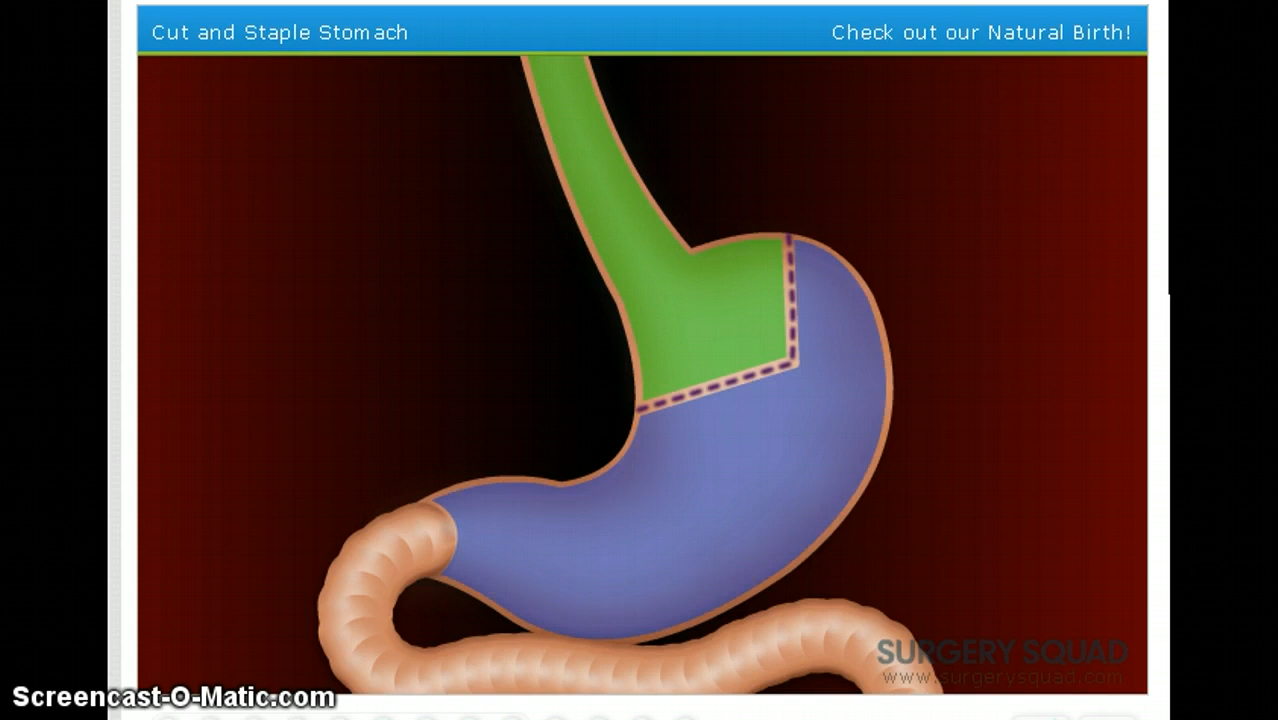 Cut and Staple Stomach
Check out our Natural Birth!
SURGERY SQUAD
www.surgerysquad.com
Screencast-O-Matic.com